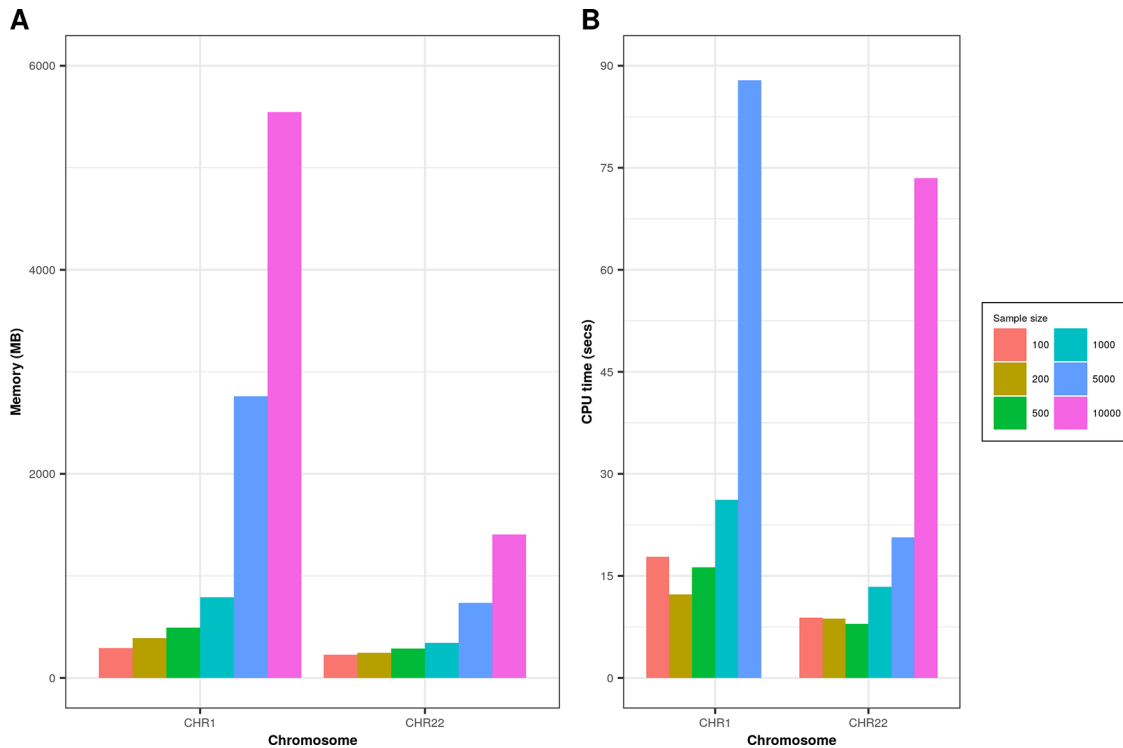 A
6000
4000
2000
0
Memory (MB)
CHR1
CHR22
Chromosome
B
90
75
60
45
30
15
0
CPU time (secs)
CHR1
CHR22
Chromosome
Sample size
100
1000
200
5000
500
10000